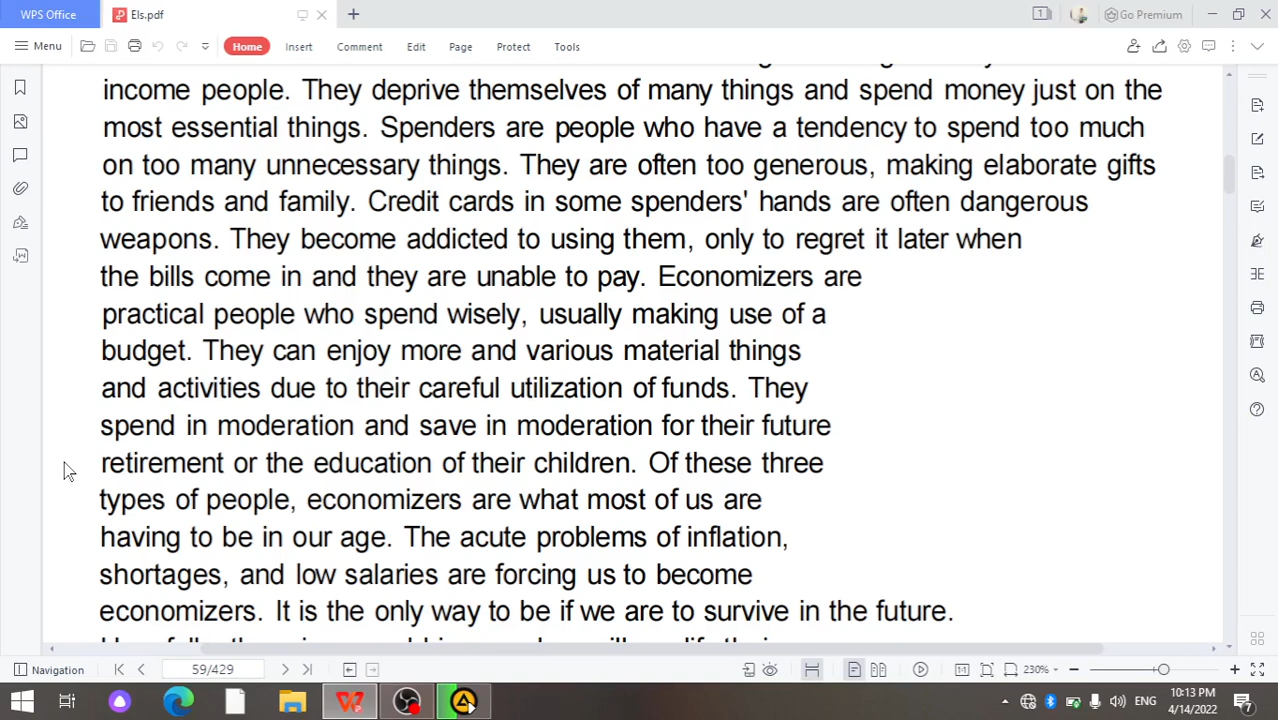 WPS Office
Els.pdf
Go Premium
Menu
Home
Insert
Comment
Edit
Page
Protect
Tools
income people. They deprive themselves of many things and spend money just on the
most essential things. Spenders are people who have a tendency to spend too much
on too many unnecessary things. They are often too generous, making elaborate gifts
to friends and family. Credit cards in some spenders' hands are often dangerous
weapons. They become addicted to using them, only to regret it later when
the bills come in and they are unable to pay. Economizers are
practical people who spend wisely, usually making use of a
budget. They can enjoy more and various material things
and activities due to their careful utilization of funds. They
spend in moderation and save in moderation for their future
retirement or the education of their children. Of these three
types of people, economizers are what most of us are
having to be in our age. The acute problems of inflation,
shortages, and low salaries are forcing us to become
economizers. It is the only way to be if we are to survive in the future.
Navigation
59/429
230%
ENG
10:13 PM
4/14/2022